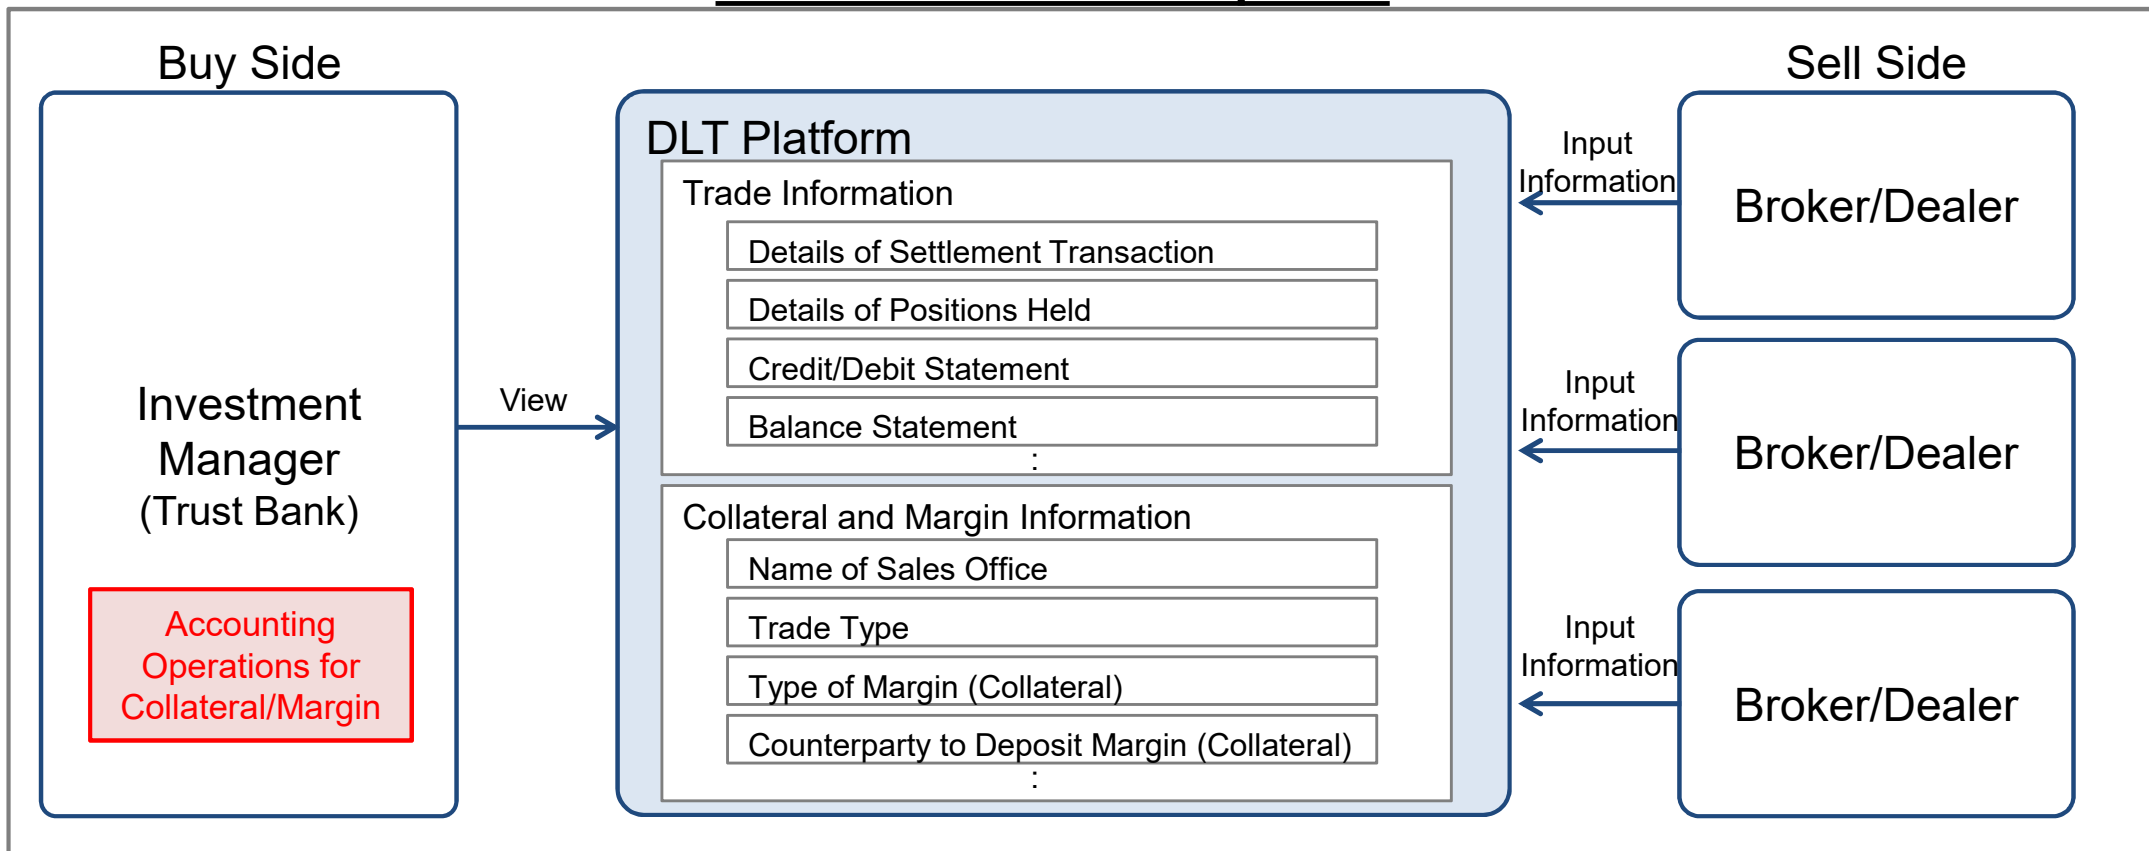 Buy Side
Investment
Manager
(Trust Bank)
Accounting
Operations for
Collateral/Margin
View
DLT Platform
Trade Information
Details of Settlement Transaction
Details of Positions Held
Credit/Debit Statement
Balance Statement
:
Collateral and Margin Information
Name of Sales Office
Trade Type
Type of Margin (Collateral)
Counterparty to Deposit Margin (Collateral)
:
Input
Information
Input
Information
Input
Information
Sell Side
Broker/Dealer
Broker/Dealer
Broker/Dealer